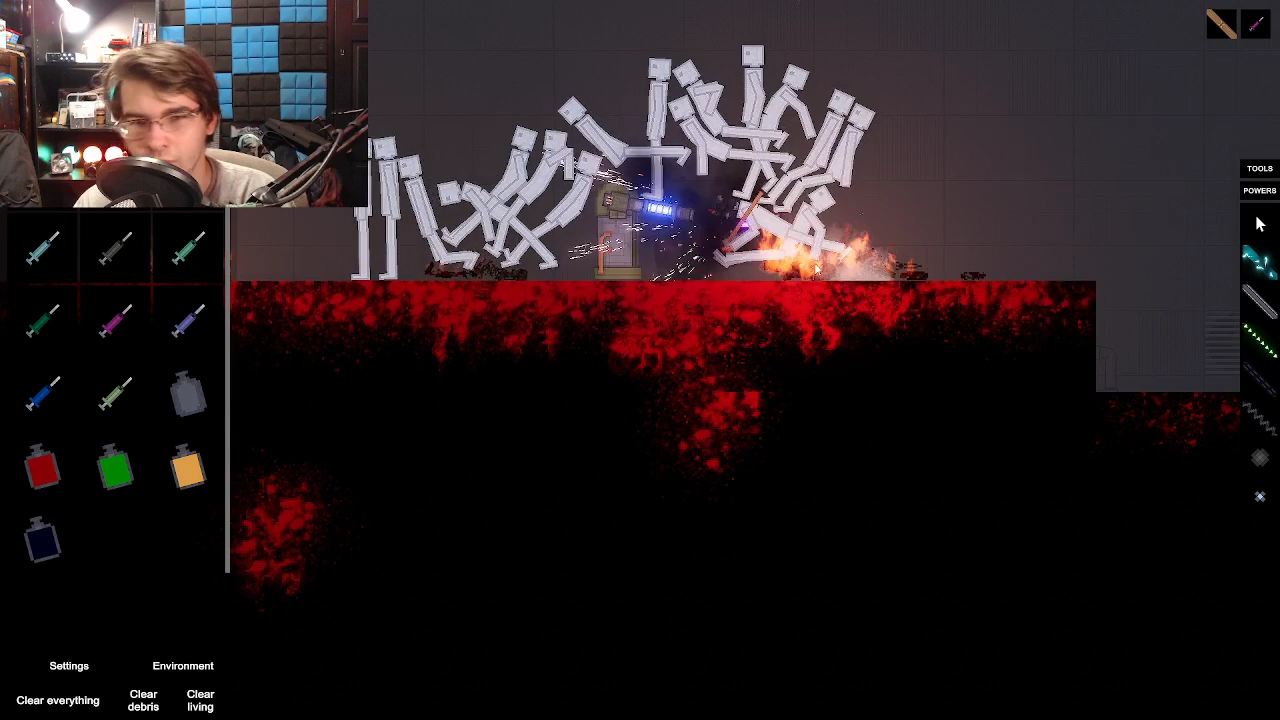 TOOLS
POWERS
Settings
Environment
Clear everything
Clear
debris
Clear
living